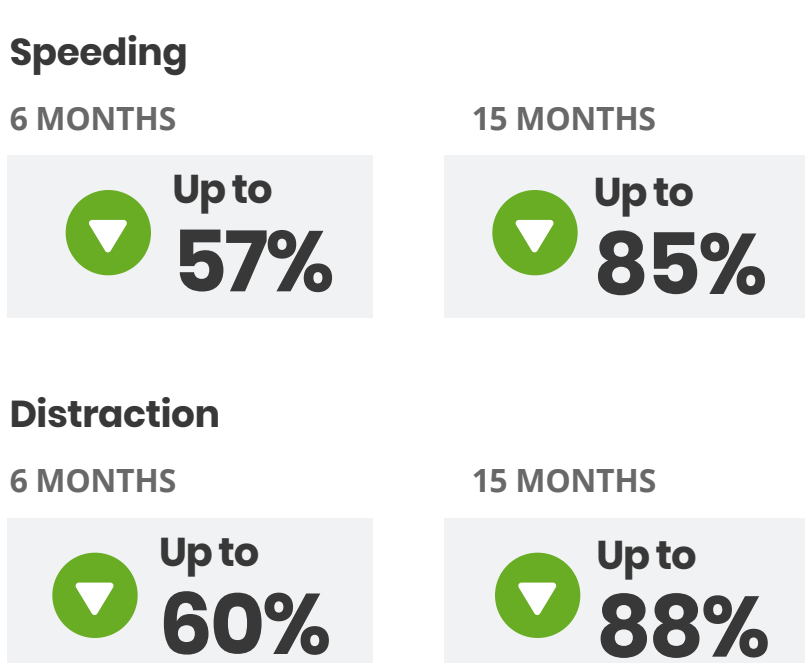 Speeding
6 MONTHS
15 MONTHS
Up to
57%
Up to
85%
Distraction
6 MONTHS
15 MONTHS
Up to
60%
Up to
88%